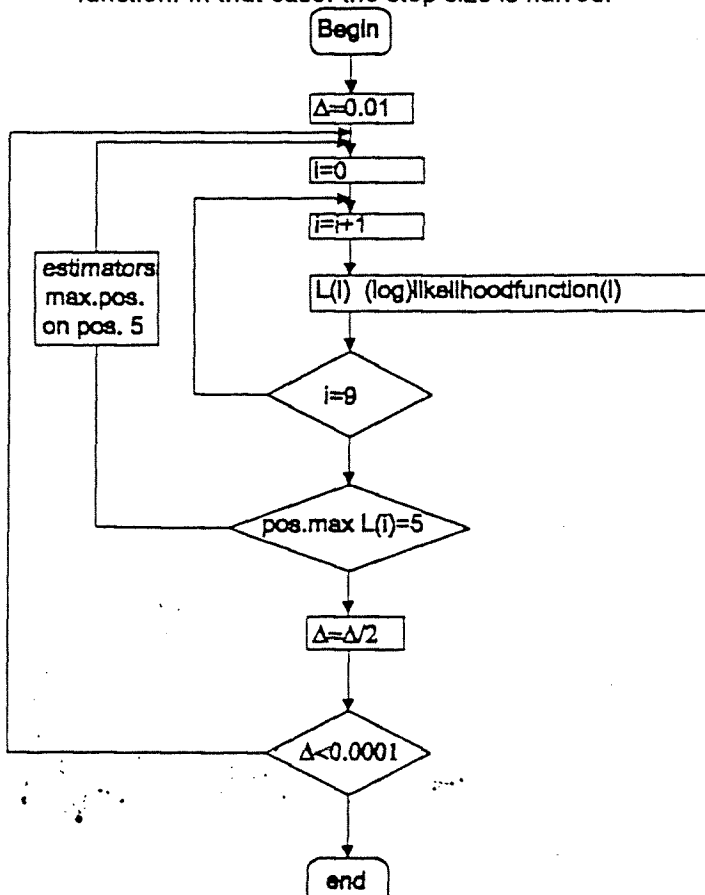 function. In that case. the step size is halved.
Begin
Δ=0.01
i=0
i=i+1
estimators
max.pos.
on pos. 5
L(i) (log)likelihoodfunction(i)
i=9
pos.max L(i)=5
Δ=Δ/2
Δ<0.0001
end